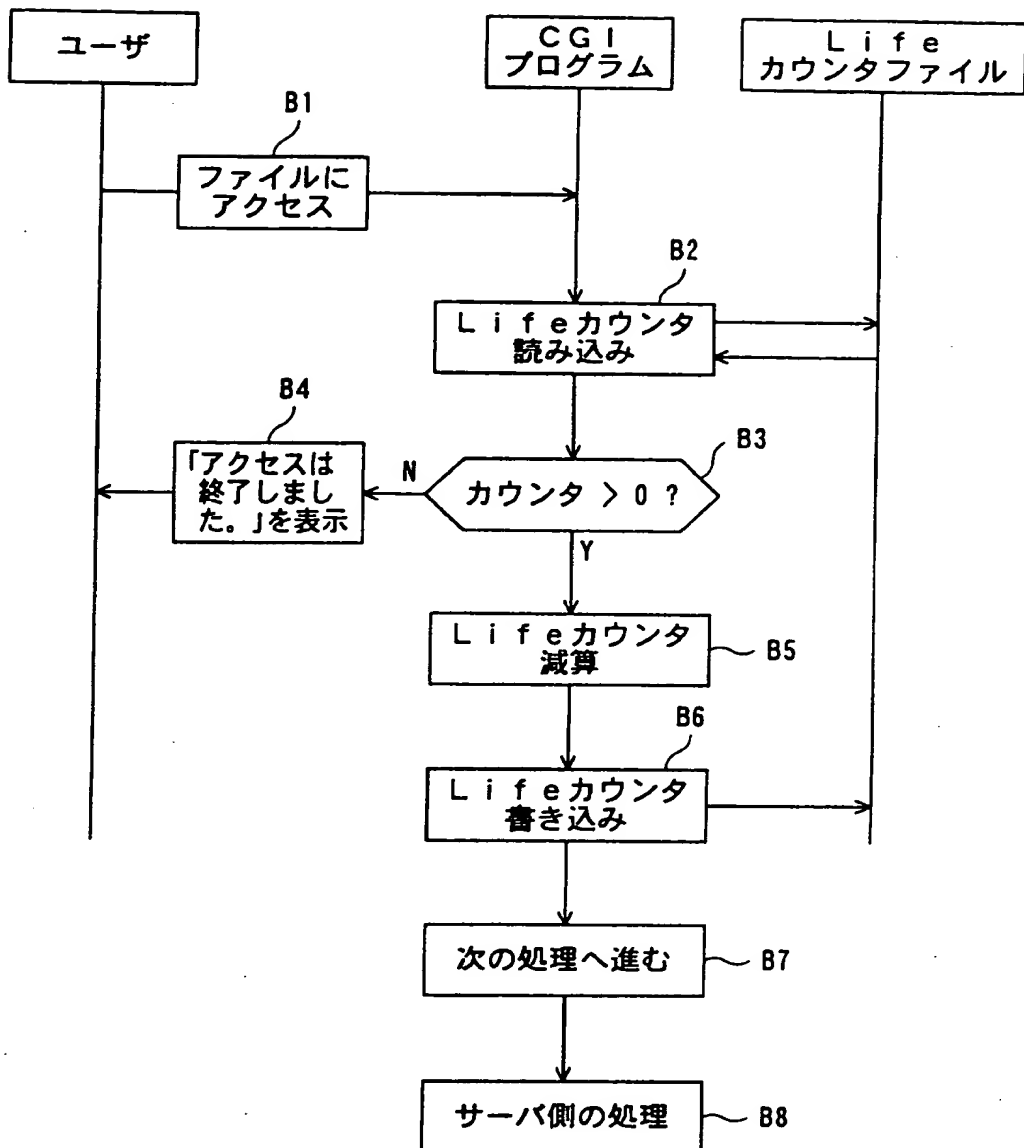 ユーザ
CGI
プログラム
Life
カウンタファイル
B1
ファイルに
アクセス
B2
Lifeカウンタ
読み込み
B4
「アクセスは
終了しまし
た。」を表示
N
B3
カウンタ > 0 ?
Y
Lifeカウンタ
減算
B5
B6
Lifeカウンタ
書き込み
次の処理へ進む
B7
サーバ側の処理
B8